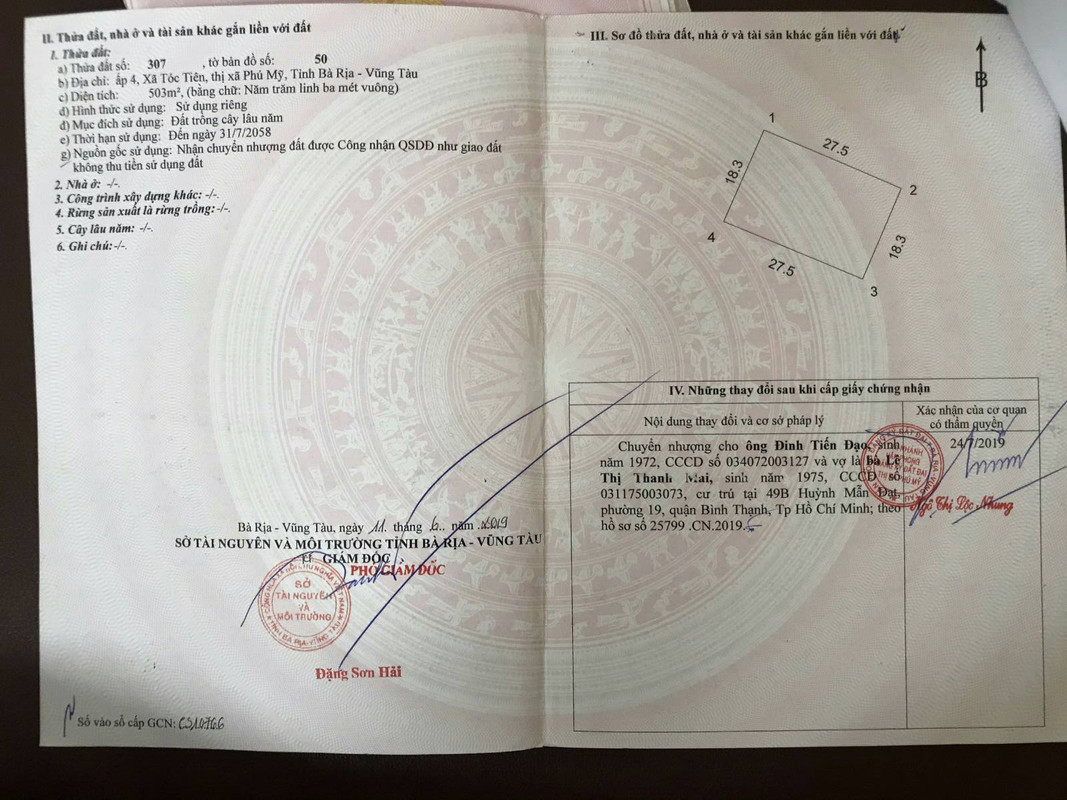 II. Thửa đất, nhà ở và tài sản khác gắn liền với đất
1. Thửa đất:
a) Thửa đất số: 307 , tờ bản đồ số: 50
b) Địa chỉ: ấp 4, Xã Tóc Tiên, thị xã Phú Mỹ, Tỉnh Bà Rịa - Vũng Tàu
c) Diện tích: 503m², (bằng chữ: Năm trăm linh ba mét vuông)
d) Hình thức sử dụng: Sử dụng riêng
đ) Mục đích sử dụng: Đất trồng cây lâu năm
e) Thời hạn sử dụng: Đến ngày 31/7/2058
g) Nguồn gốc sử dụng: Nhận chuyển nhượng đất được Công nhận QSDĐ như giao đất
không thu tiền sử dụng đất
2. Nhà ở: -/-.
3. Công trình xây dựng khác: -/-.
4. Rừng sản xuất là rừng trồng: -/-.
5. Cây lâu năm: -/-.
6. Ghi chú: -/-.
Bà Rịa - Vũng Tàu, ngày 11 tháng 6.. năm .2019
SỞ TÀI NGUYÊN VÀ MÔI TRƯỜNG TỈNH BÀ RỊA - VŨNG TÀU
GIÁM ĐỐC
PHÓ GIÁM ĐỐC
SỞ
TÀI NGUYÊN
VÀ
MÔI TRƯỜNG
Đặng Sơn Hải
Số vào sổ cấp GCN: CS10766
III. Sơ đồ thửa đất, nhà ở và tài sản khác gắn liền với đất
B
1
27.5
2
18.3
18.3
4
27.5
3
IV. Những thay đổi sau khi cấp giấy chứng nhận
Nội dung thay đổi và cơ sở pháp lý
Xác nhận của cơ quan
có thẩm quyền
Chuyển nhượng cho ông Đinh Tiến Đạo, sinh
năm 1972, CCCD số 034072003127 và vợ là bà Lê
Thị Thanh Mai, sinh năm 1975, CCCD số
031175003073, cư trú tại 49B Huỳnh Mẫn Đạt,
phường 19, quận Bình Thạnh, Tp Hồ Chí Minh; theo
hồ sơ số 25799 .CN.2019.
24/7/2019
Ngô Thị Lộc Nhung